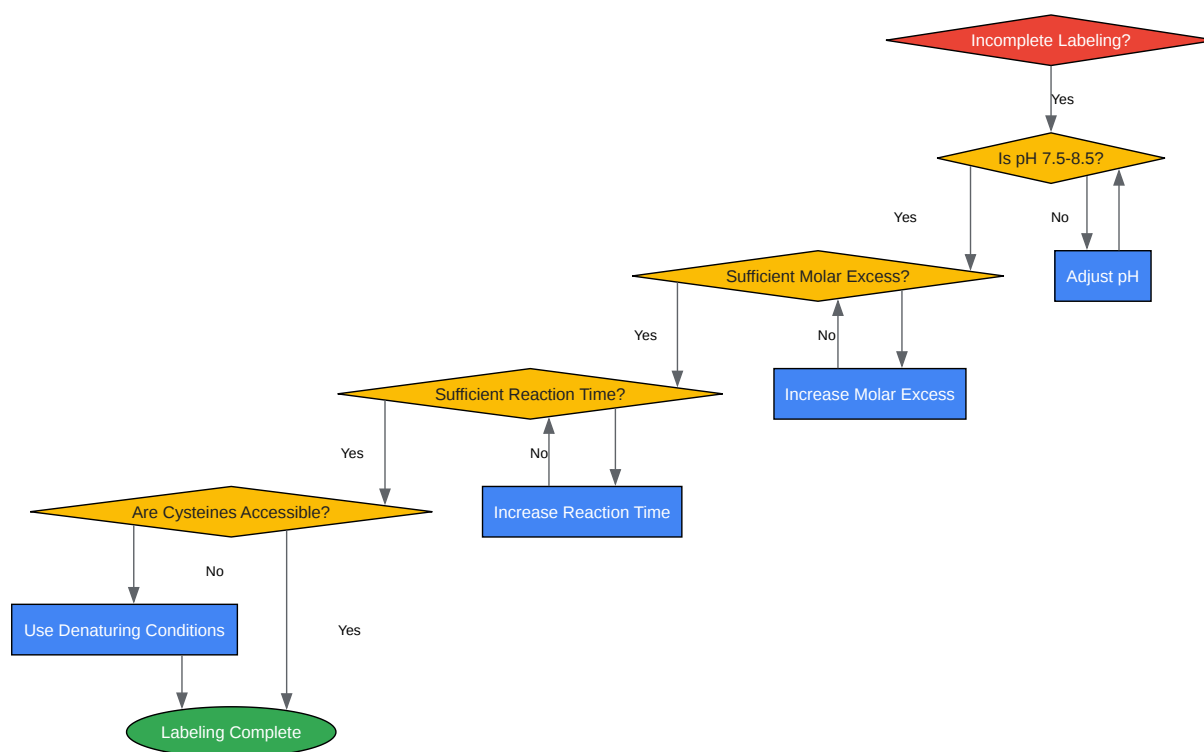 Incomplete Labeling?
Yes
Is pH 7.5-8.5?
Yes
No
Sufficient Molar Excess?
Adjust pH
Yes
No
Sufficient Reaction Time?
Increase Molar Excess
Yes
No
Are Cysteines Accessible?
Increase Reaction Time
No
Use Denaturing Conditions
Yes
Labeling Complete